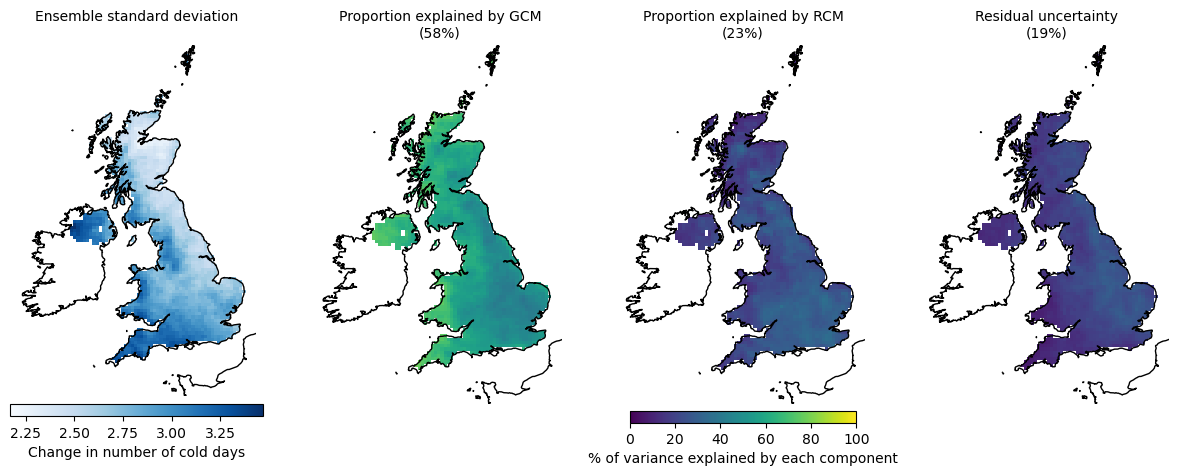 Ensemble standard deviation
Proportion explained by GCM
(58%)
Proportion explained by RCM
(23%)
Residual uncertainty
(19%)
2.25 2.50 2.75 3.00 3.25
Change in number of cold days
0 20 40 60 80 100
% of variance explained by each component